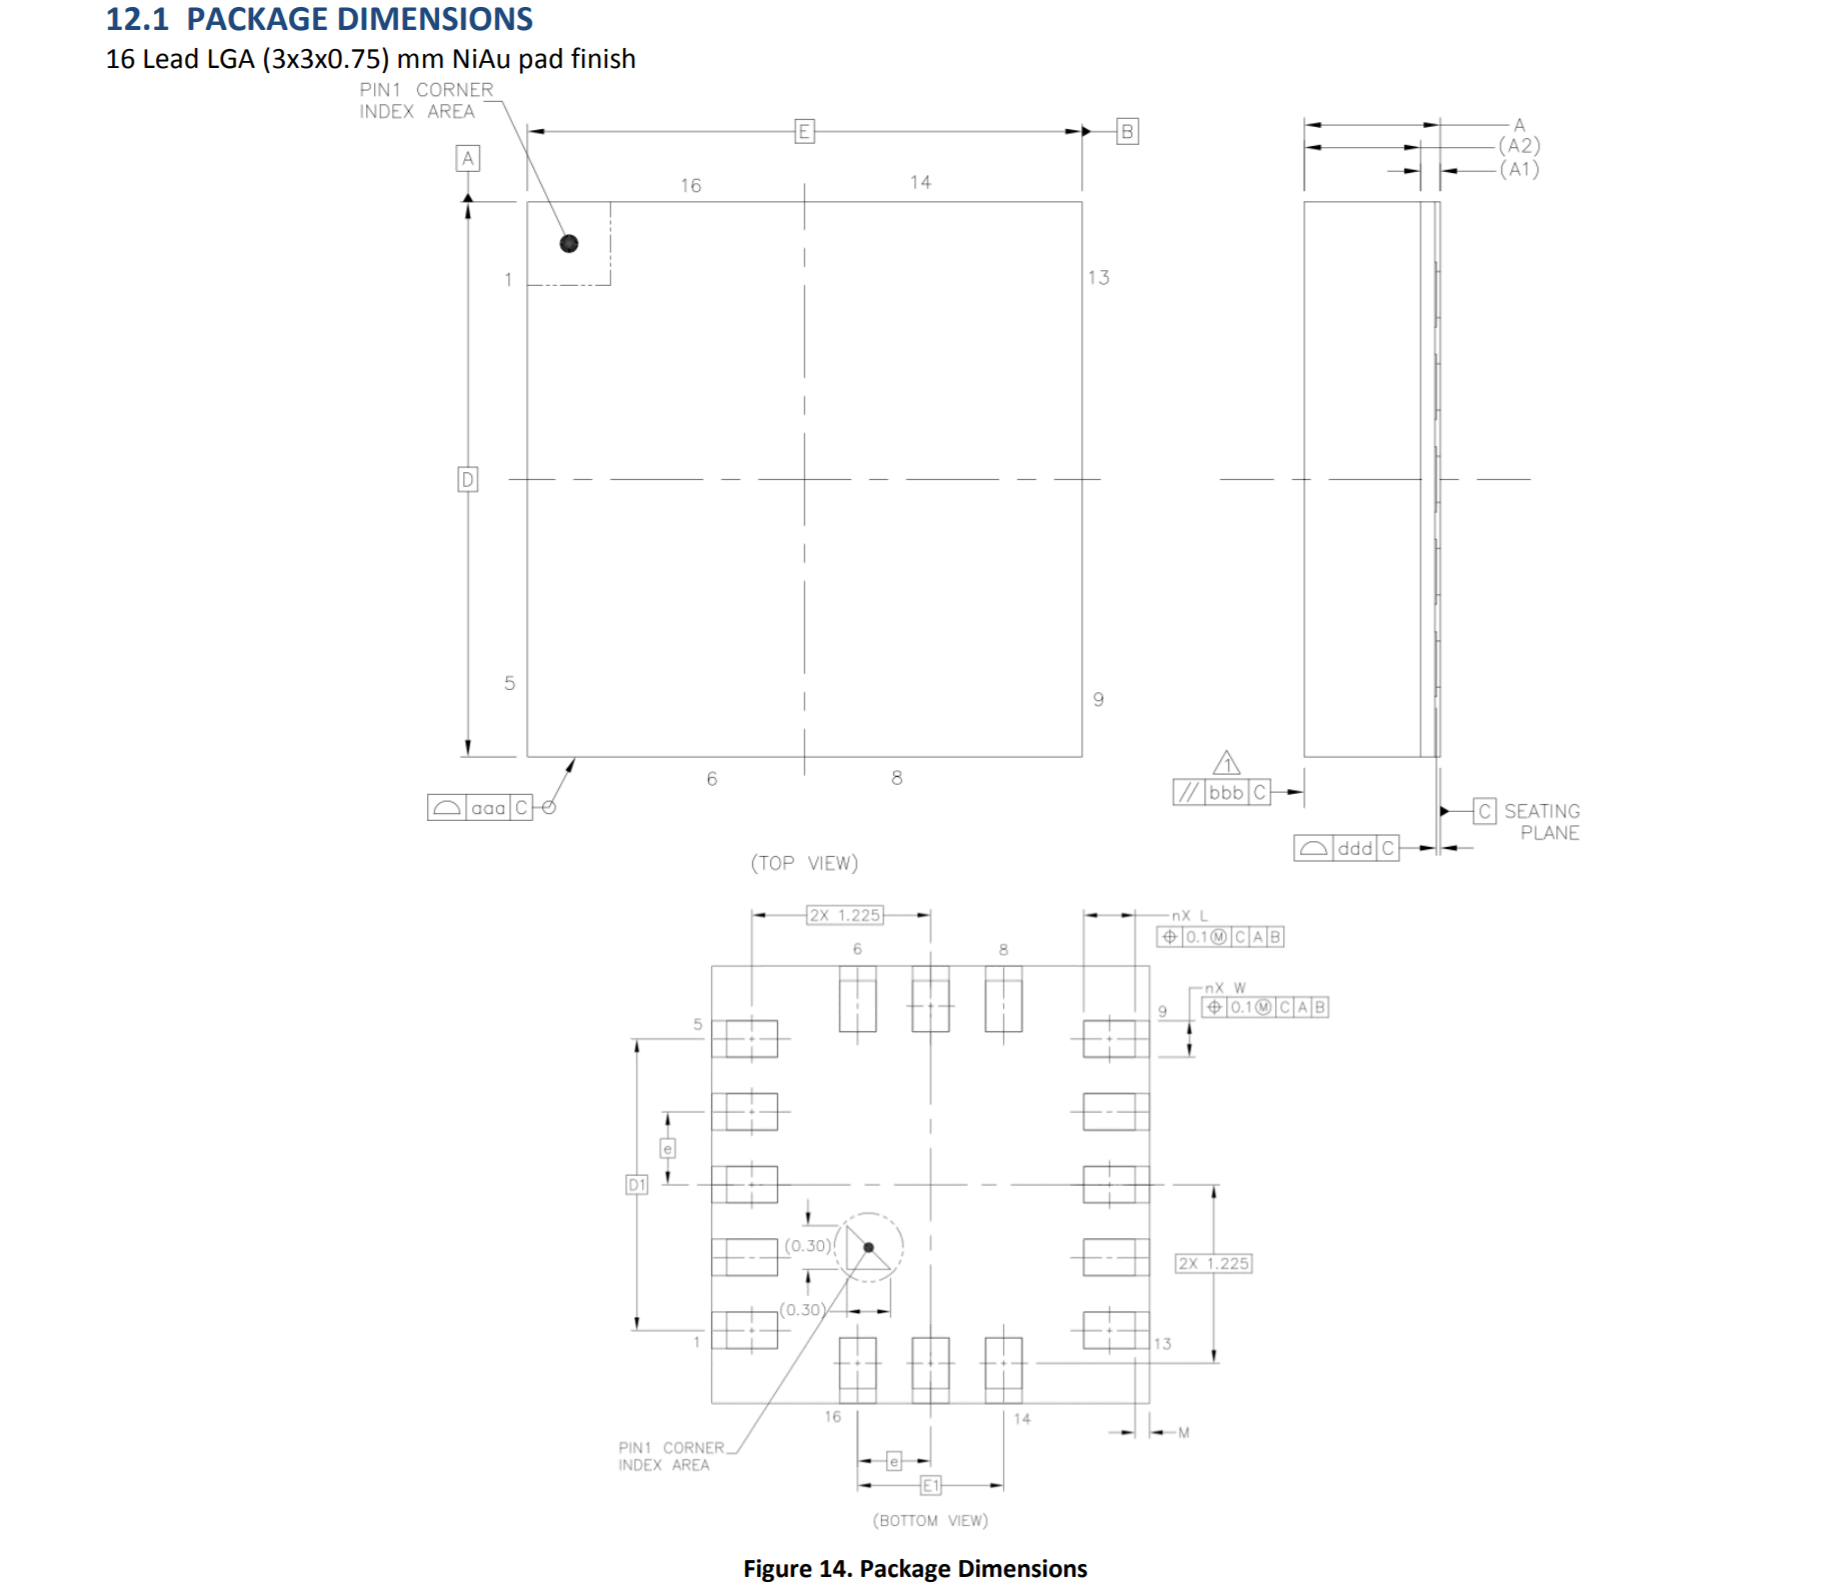 12.1 PACKAGE DIMENSIONS
16 Lead LGA (3x3x0.75) mm NiAu pad finish
PIN1 CORNER
INDEX AREA
E
B
A
A
(A2)
(A1)
16
14
1
13
D
5
9
6
8
aaa C
1
// bbb C
C SEATING
PLANE
ddd C
(TOP VIEW)
2X 1.225
nX L
⌖ 0.1 Ⓜ C A B
6
8
nX W
⌖ 0.1 Ⓜ C A B
5
9
e
D1
(0.30)
2X 1.225
(0.30)
1
13
16
14
M
PIN1 CORNER
INDEX AREA
e
E1
(BOTTOM VIEW)
Figure 14. Package Dimensions